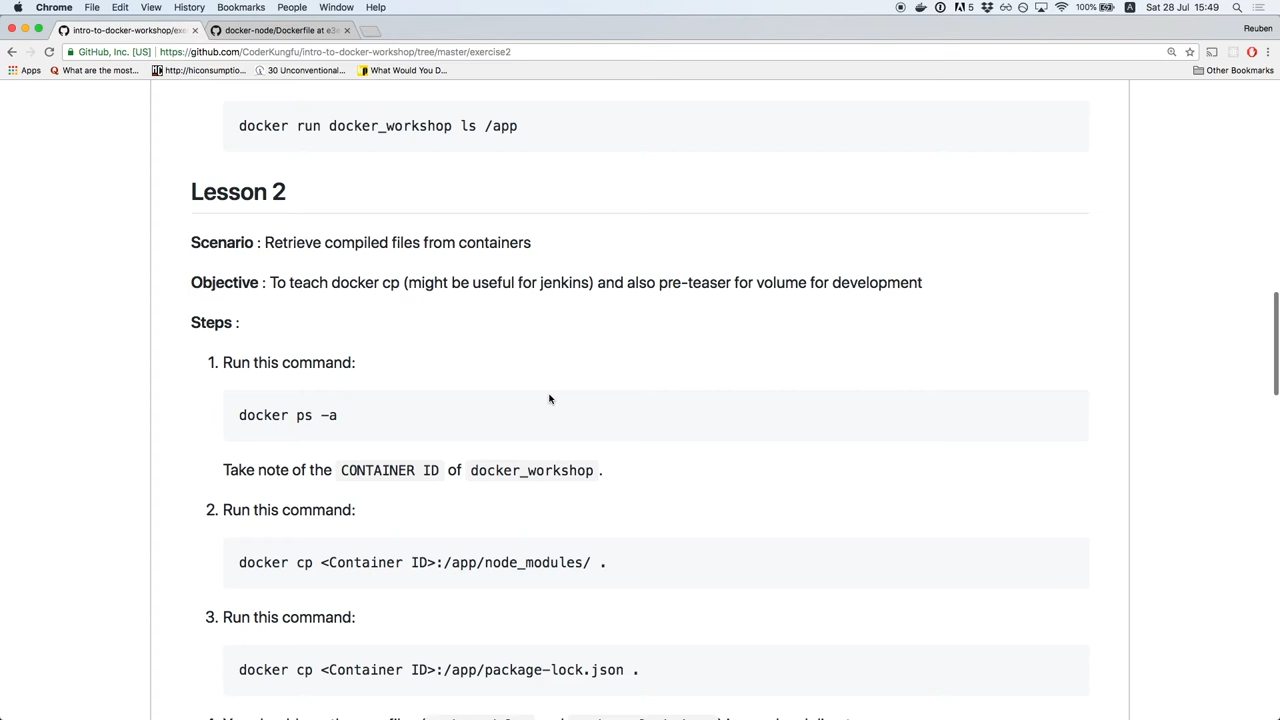 Chrome File Edit View History Bookmarks People Window Help 5 100% A Sat 28 Jul 15:49
intro-to-docker-workshop/exe × docker-node/Dockerfile at e3 × Reuben
GitHub, Inc. [US] https://github.com/CoderKungfu/intro-to-docker-workshop/tree/master/exercise2
Apps What are the most... http://hiconsumptio... 30 Unconventional... What Would You D... Other Bookmarks
docker run docker_workshop ls /app
Lesson 2
Scenario : Retrieve compiled files from containers
Objective : To teach docker cp (might be useful for jenkins) and also pre-teaser for volume for development
Steps :
1. Run this command:
docker ps -a
Take note of the CONTAINER ID of docker_workshop.
2. Run this command:
docker cp <Container ID>:/app/node_modules/ .
3. Run this command:
docker cp <Container ID>:/app/package-lock.json .